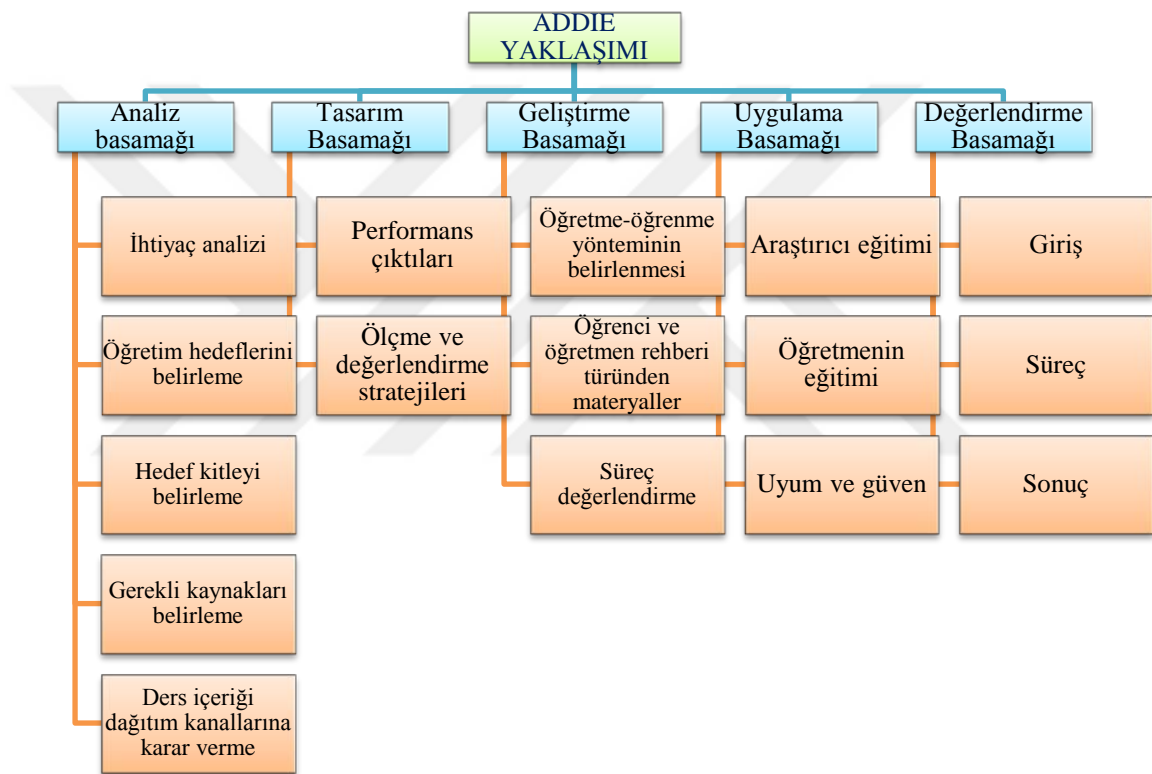 ADDIE
YAKLAŞIMI
Analiz
basamağı
Tasarım
Basamağı
Geliştirme
Basamağı
Uygulama
Basamağı
Değerlendirme
Basamağı
İhtiyaç analizi
Öğretim hedeflerini
belirleme
Hedef kitleyi
belirleme
Gerekli kaynakları
belirleme
Ders içeriği
dağıtım kanallarına
karar verme
Performans
çıktıları
Ölçme ve
değerlendirme
stratejileri
Öğretme-öğrenme
yönteminin
belirlenmesi
Öğrenci ve
öğretmen rehberi
türünden
materyaller
Süreç
değerlendirme
Araştırıcı eğitimi
Öğretmenin
eğitimi
Uyum ve güven
Giriş
Süreç
Sonuç